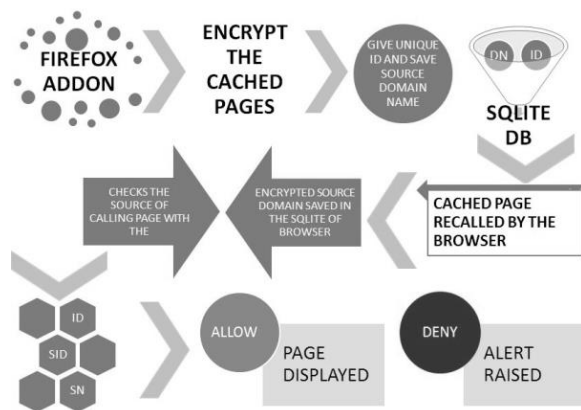 FIREFOX
ADDON
ENCRYPT
THE
CACHED
PAGES
GIVE UNIQUE
ID AND SAVE
SOURCE
DOMAIN
NAME
DN
ID
SQLITE
DB
CHECKS THE
SOURCE OF
CALLING PAGE WITH
THE
ENCRYPTED SOURCE
DOMAIN SAVED IN
THE SQLITE OF
BROWSER
CACHED PAGE
RECALLED BY THE
BROWSER
ID
SID
SN
ALLOW
PAGE
DISPLAYED
DENY
ALERT
RAISED